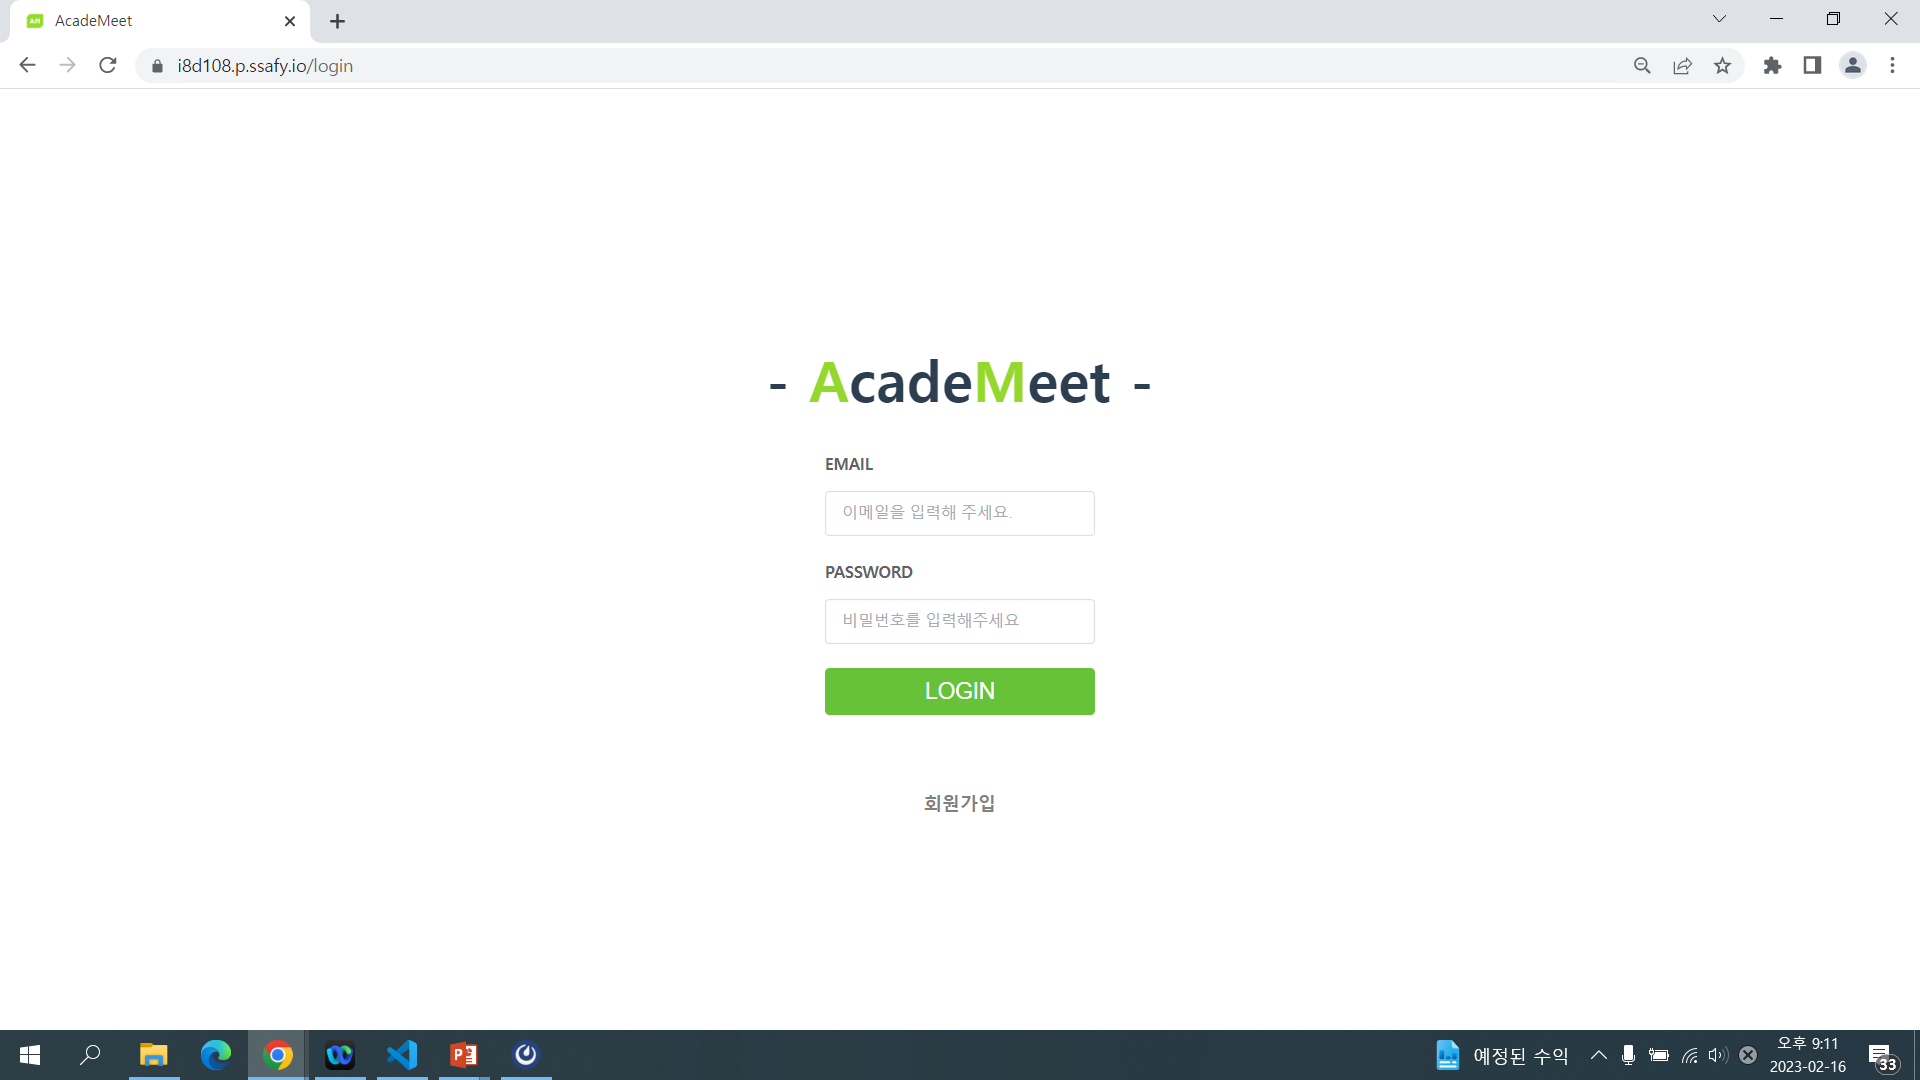 AcadeMeet
i8d108.p.ssafy.io/login
- AcadeMeet -
EMAIL
이메일을 입력해 주세요.
PASSWORD
비밀번호를 입력해주세요
LOGIN
회원가입
예정된 수익
오후 9:11
2023-02-16
33